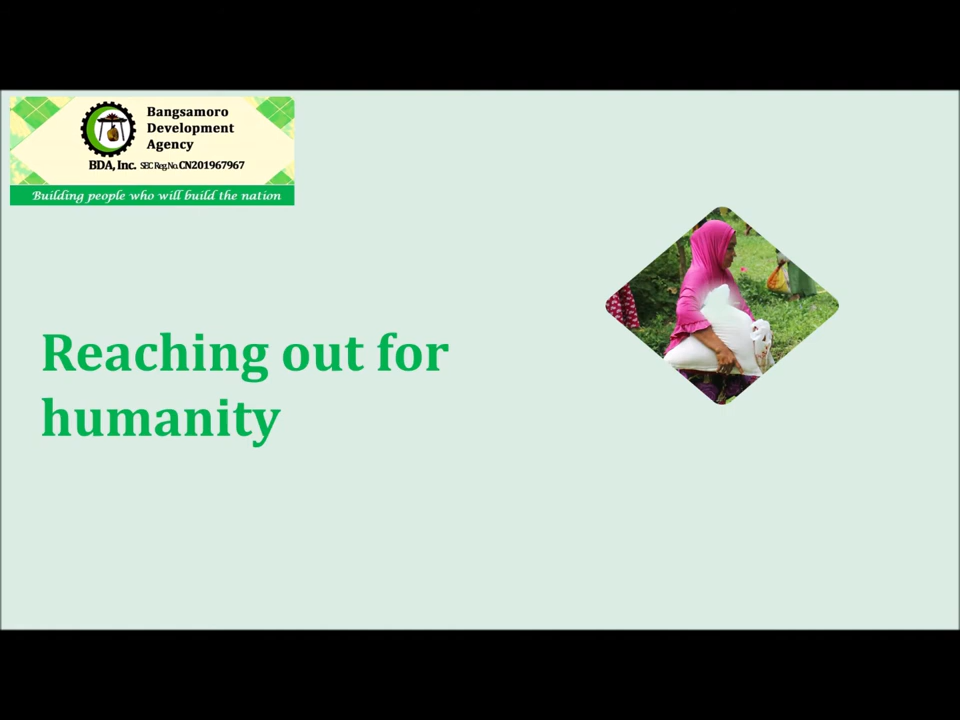 Bangsamoro
Development
Agency
BDA, Inc. SEC Reg.No. CN201967967
Building people who will build the nation
Reaching out for
humanity